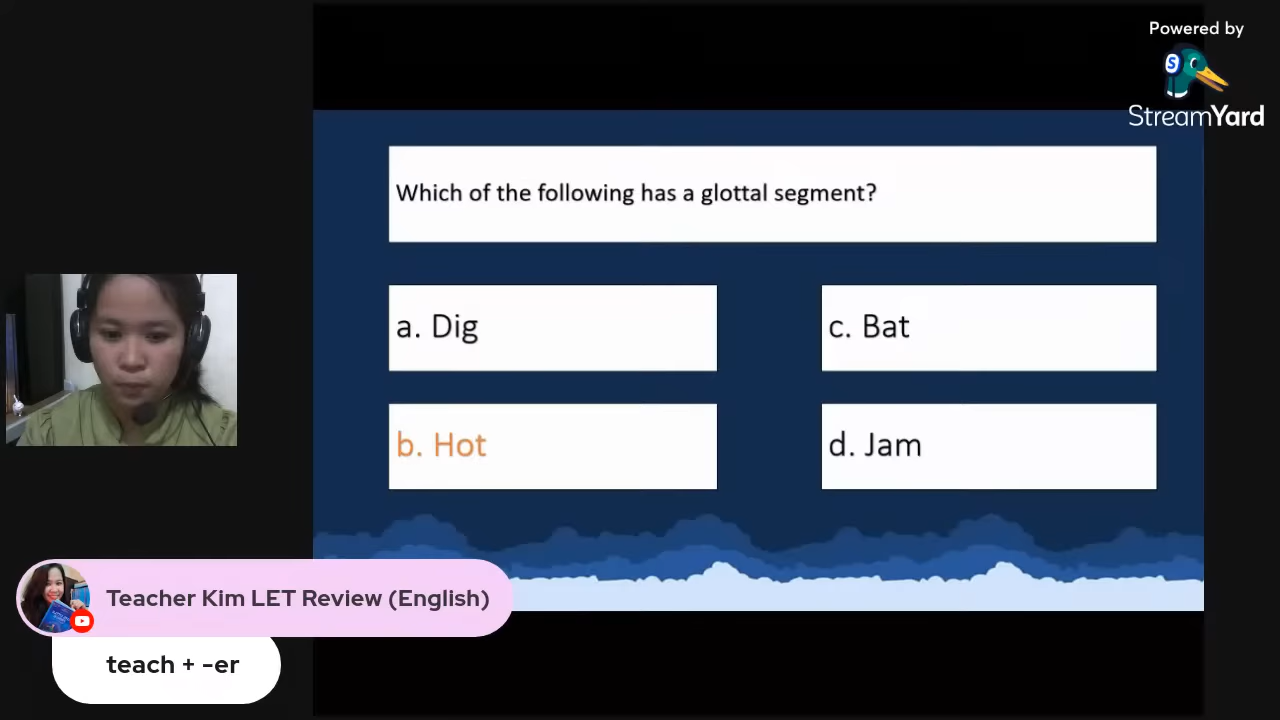 Powered by
StreamYard
Which of the following has a glottal segment?
a. Dig
c. Bat
b. Hot
d. Jam
Teacher Kim LET Review (English)
teach + -er